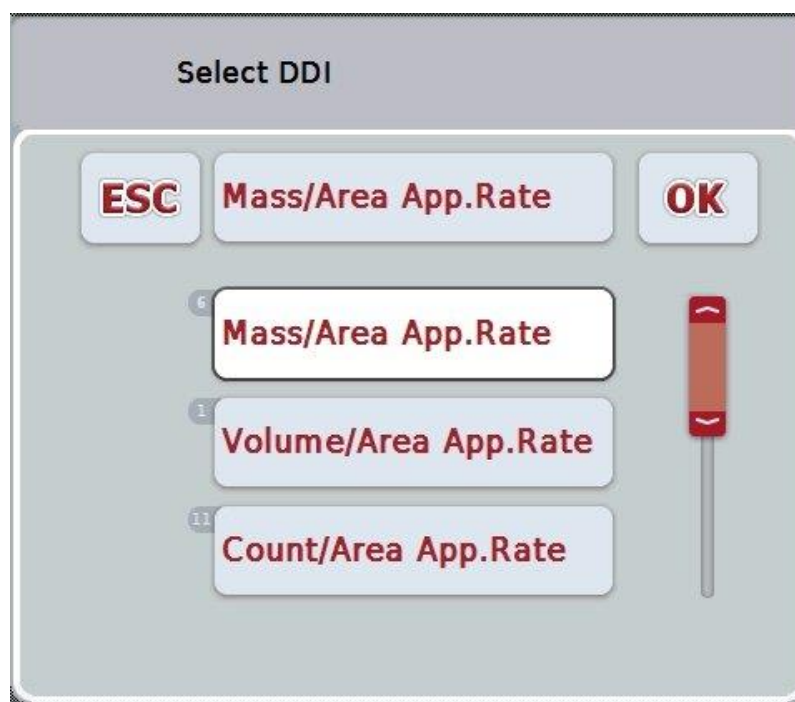 Select DDI
ESC Mass/Area App.Rate OK
6
Mass/Area App.Rate
1
Volume/Area App.Rate
11
Count/Area App.Rate